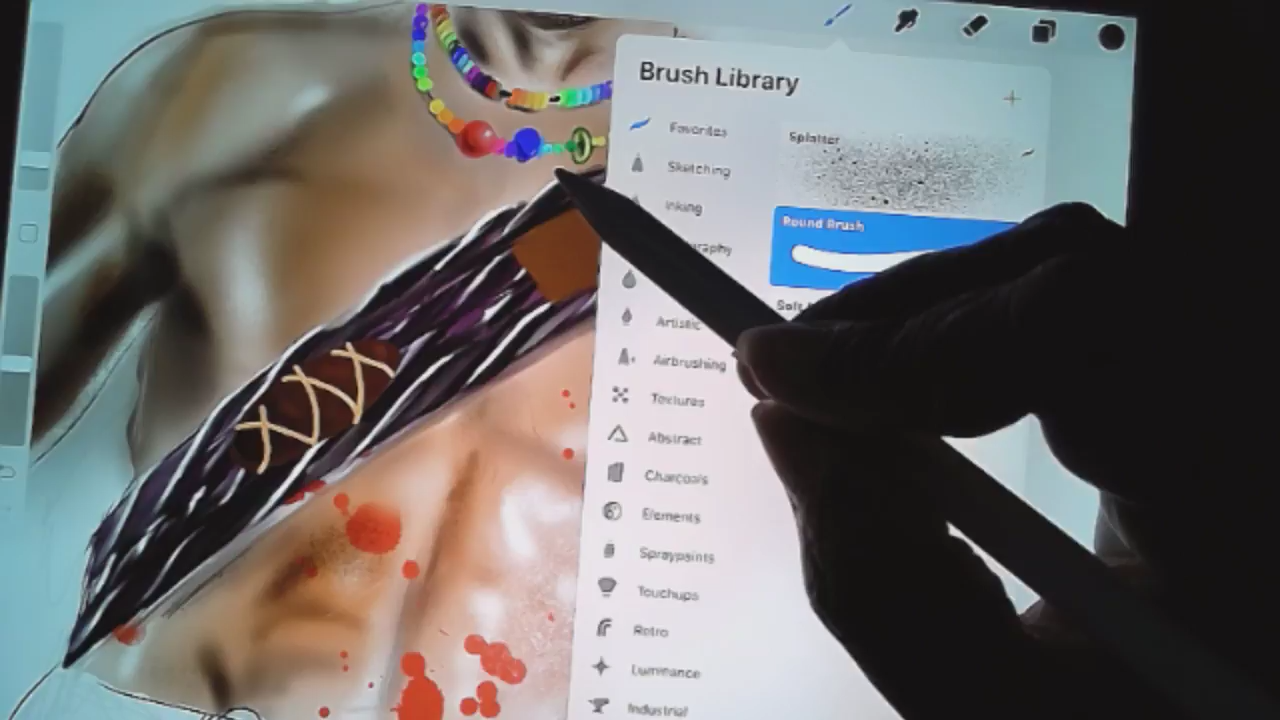 Brush Library
Favorites
Splatter
Sketching
Inking
Round Brush
raphy
Artistic
Airbrushing
Textures
Abstract
Charcoals
Elements
Spraypaints
Touchups
Retro
Luminance
Industrial